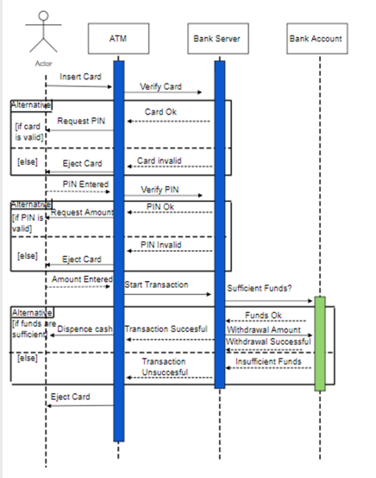 ATM
Bank Server
Bank Account
Actor
Insert Card
Verify Card
Alternative
Card Ok
[if card
is valid]
Request PIN
[else]
Card invalid
Eject Card
PIN Entered
Verify PIN
Alternative
PIN Ok
[if PIN is
valid]
Request Amount
PIN Invalid
[else]
Eject Card
Amount Entered
Start Transaction
Sufficient Funds?
Alternative
Funds Ok
[if funds are
sufficient]
Dispence cash
Transaction Succesful
Withdrawal Amount
Withdrawal Successful
[else]
Transaction
Unsuccesful
Insufficient Funds
Eject Card